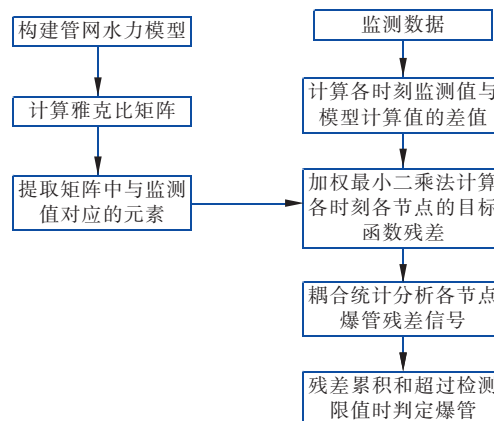 构建管网水力模型
计算雅克比矩阵
提取矩阵中与监测
值对应的元素
监测数据
计算各时刻监测值与
模型计算值的差值
加权最小二乘法计算
各时刻各节点的目标
函数残差
耦合统计分析各节点
爆管残差信号
残差累积和超过检测
限值时判定爆管